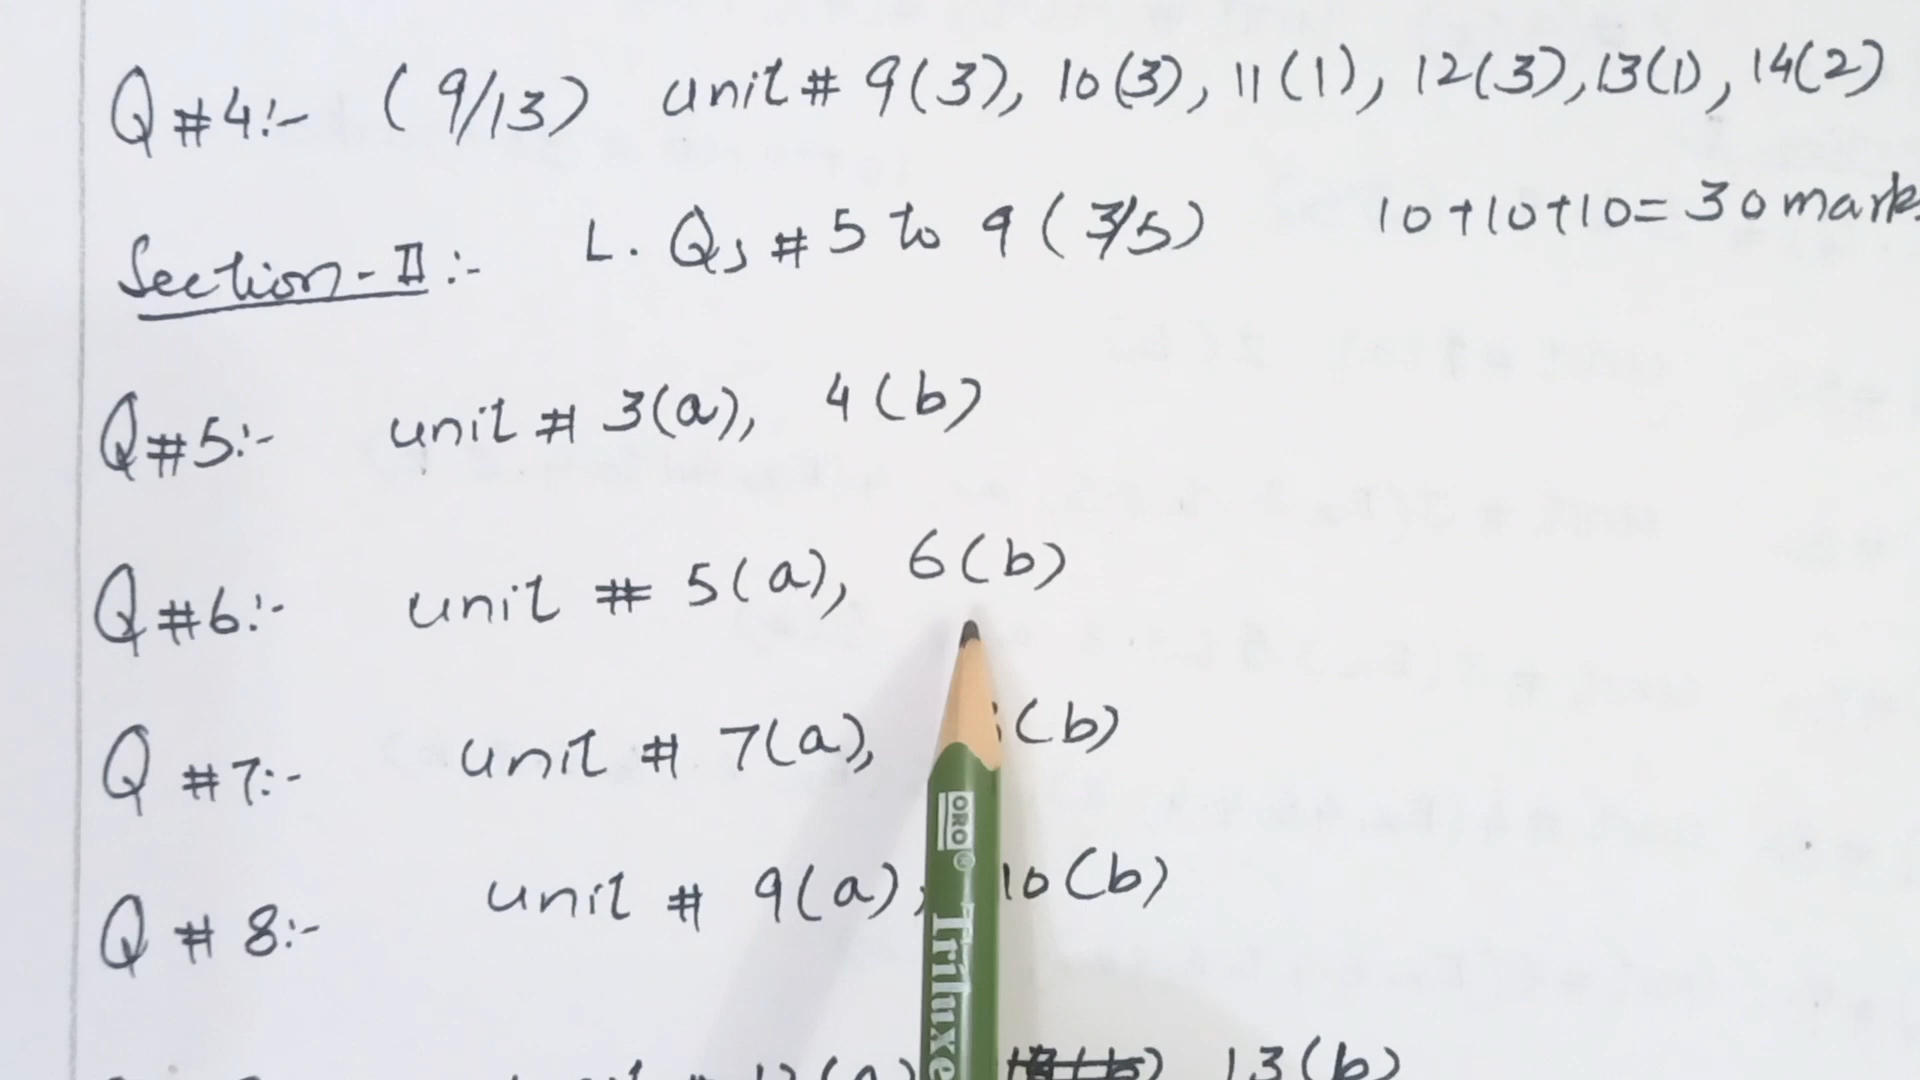 Q #4:- (9/13) unit # 9(3), 10(3), 11(1), 12(3), 13(1), 14(2)
Section-II:- L. Qs # 5 to 9 (3/5) 10+10+10= 30 mark
Q#5:- unit # 3(a), 4(b)
Q#6:- unit # 5(a), 6(b)
Q #7:- unit # 7(a), (b)
Q # 8:- unit # 9(a), 10(b)
13(b)
ORO® Triluxe